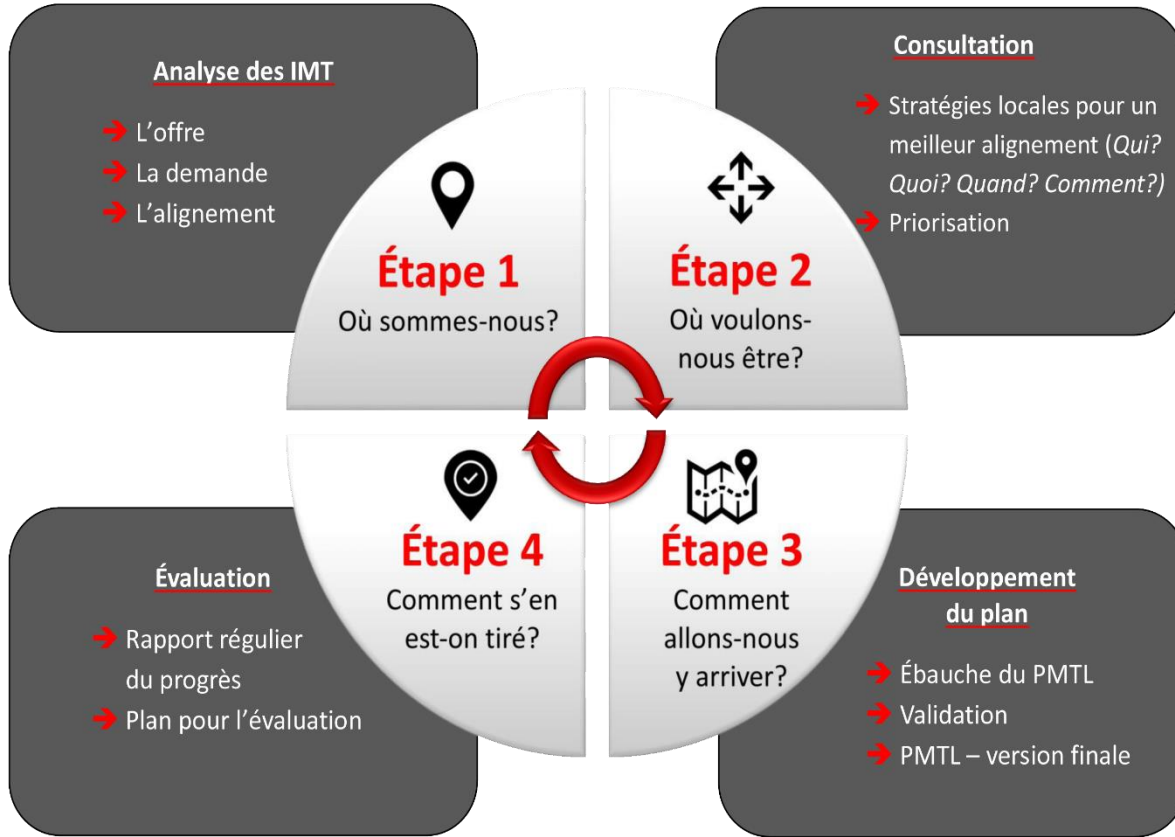 Analyse des IMT
➔ L’offre
➔ La demande
➔ L’alignement
Étape 1
Où sommes-nous?
Consultation
➔ Stratégies locales pour un
meilleur alignement (Qui?
Quoi? Quand? Comment?)
➔ Priorisation
Étape 2
Où voulons-
nous être?
Étape 3
Comment
allons-nous
y arriver?
Développement
du plan
➔ Ébauche du PMTL
➔ Validation
➔ PMTL – version finale
Étape 4
Comment s’en
est-on tiré?
Évaluation
➔ Rapport régulier
du progrès
➔ Plan pour l’évaluation